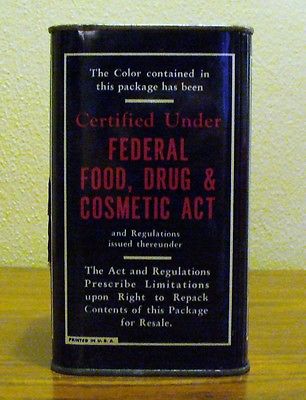 The Color contained in
this package has been
Certified Under
FEDERAL
FOOD, DRUG &
COSMETIC ACT
and Regulations
issued thereunder
The Act and Regulations
Prescribe Limitations
upon Right to Repack
Contents of this Package
for Resale.
PRINTED IN U.S.A.